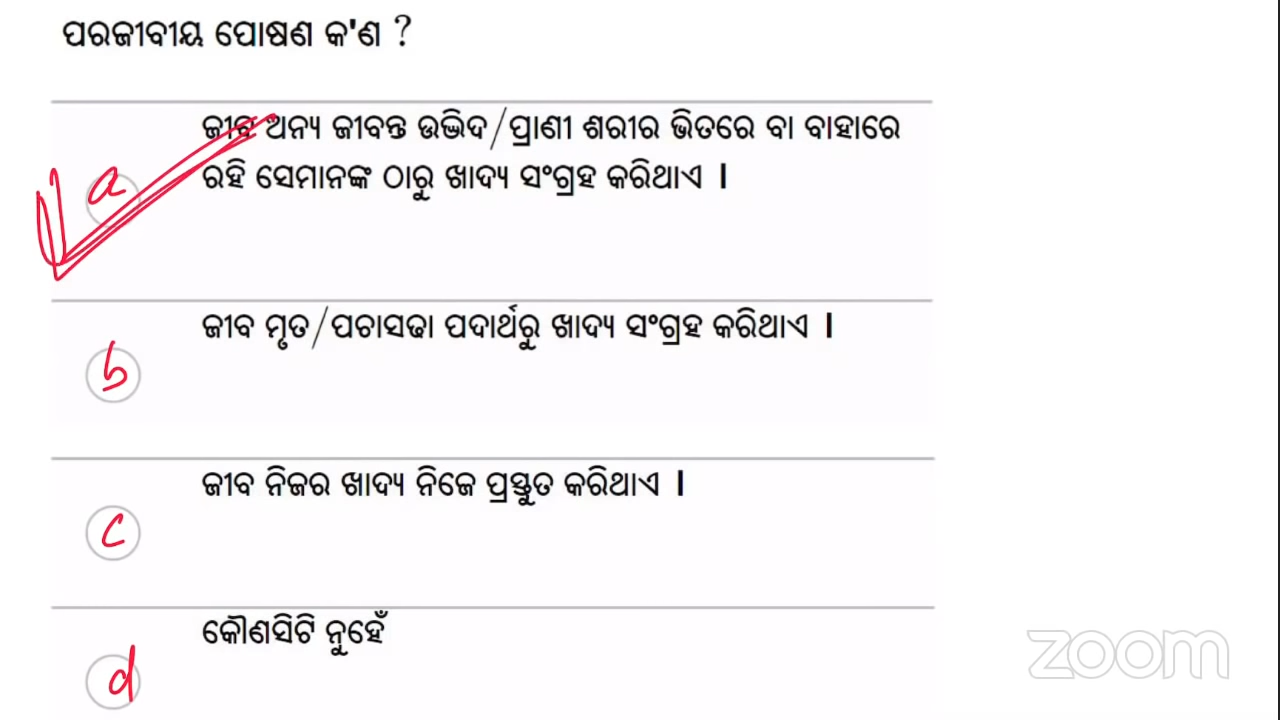 ପରଜୀବୀୟ ପୋଷଣ କ'ଣ ?
ଜୀବ ଅନ୍ୟ ଜୀବନ୍ତ ଉଦ୍ଭିଦ/ପ୍ରାଣୀ ଶରୀର ଭିତରେ ବା ବାହାରେ
a ରହି ସେମାନଙ୍କ ଠାରୁ ଖାଦ୍ୟ ସଂଗ୍ରହ କରିଥାଏ ।
ଜୀବ ମୃତ/ପଚାସଢା ପଦାର୍ଥରୁ ଖାଦ୍ୟ ସଂଗ୍ରହ କରିଥାଏ ।
b
ଜୀବ ନିଜର ଖାଦ୍ୟ ନିଜେ ପ୍ରସ୍ତୁତ କରିଥାଏ ।
c
କୌଣସିଟି ନୁହେଁ
d
zoom